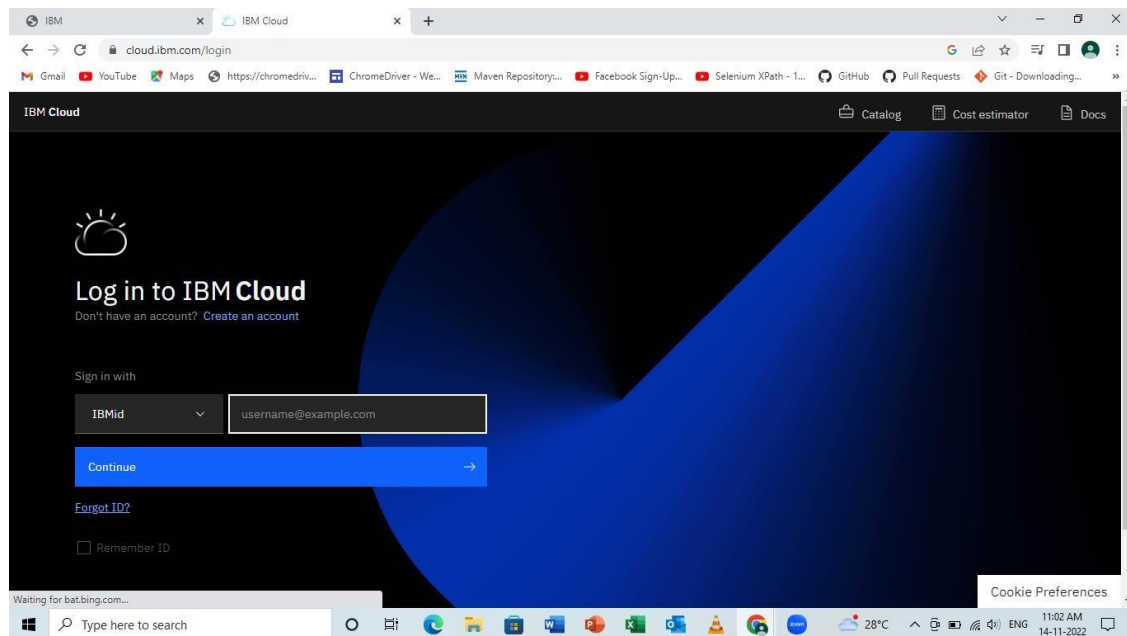 IBM
IBM Cloud
cloud.ibm.com/login
Gmail YouTube Maps https://chromedriv... ChromeDriver - We... Maven Repository:... Facebook Sign-Up... Selenium XPath - 1... GitHub Pull Requests Git - Downloading... »
IBM Cloud Catalog Cost estimator Docs
Log in to IBM Cloud
Don't have an account? Create an account
Sign in with
IBMid username@example.com
Continue
Forgot ID?
Remember ID
Cookie Preferences
Waiting for bat.bing.com...
Type here to search 28°C ENG 11:02 AM
14-11-2022